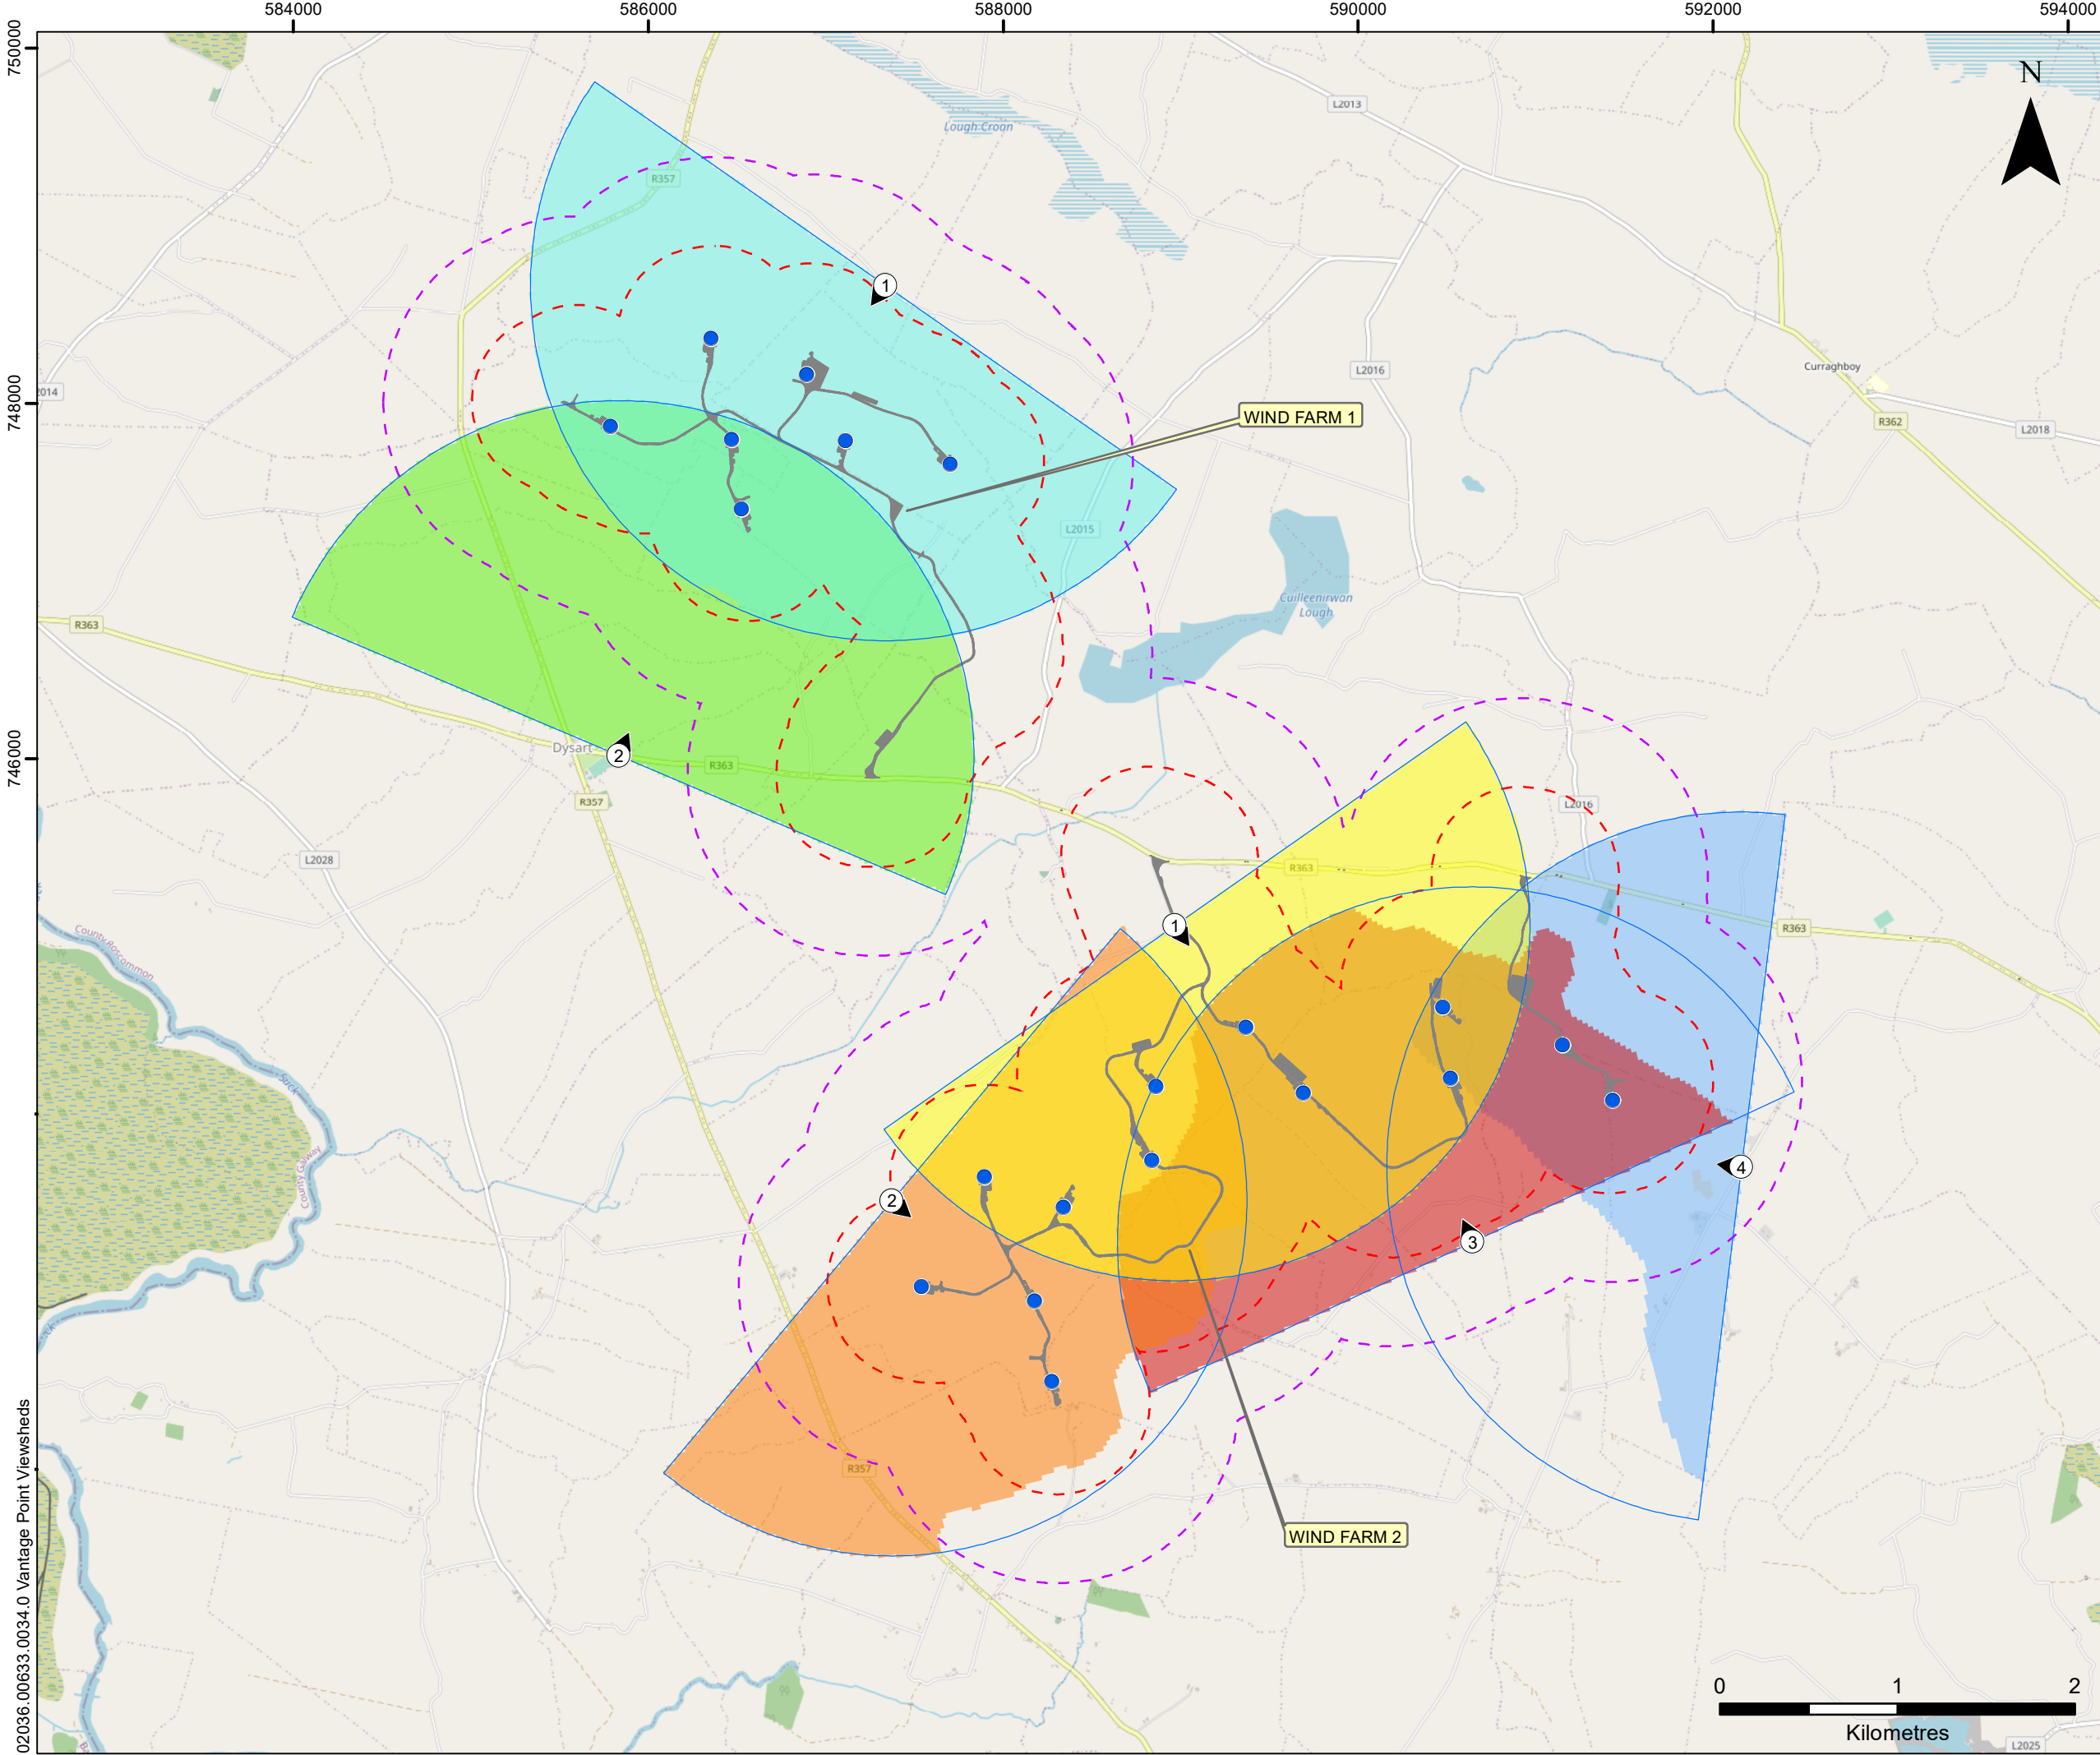 584000
586000
588000
590000
592000
594000
750000
748000
746000
N
L2013
Lough Croan
R357
1
2014
L2016
Curraghboy
R362
L2018
WIND FARM 1
L2015
Cuilleenirwan
Lough
R363
Dysart
2
R363
R357
L2016
L2028
R363
R363
1
County Roscommon
Suck
County Galway
2
3
4
R357
WIND FARM 2
0
1
2
Kilometres
L2025
02036.00633.0034.0 Vantage Point Viewsheds